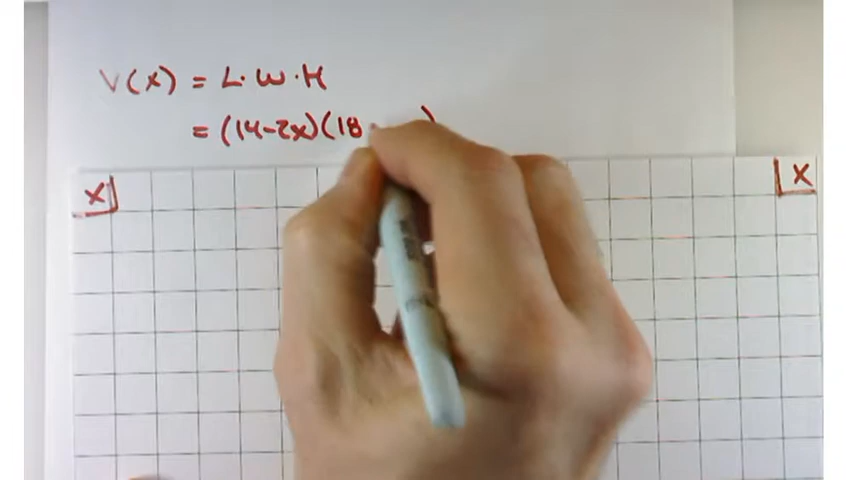 V(x) = L·W·H
= (14-2x)(18 )
x x